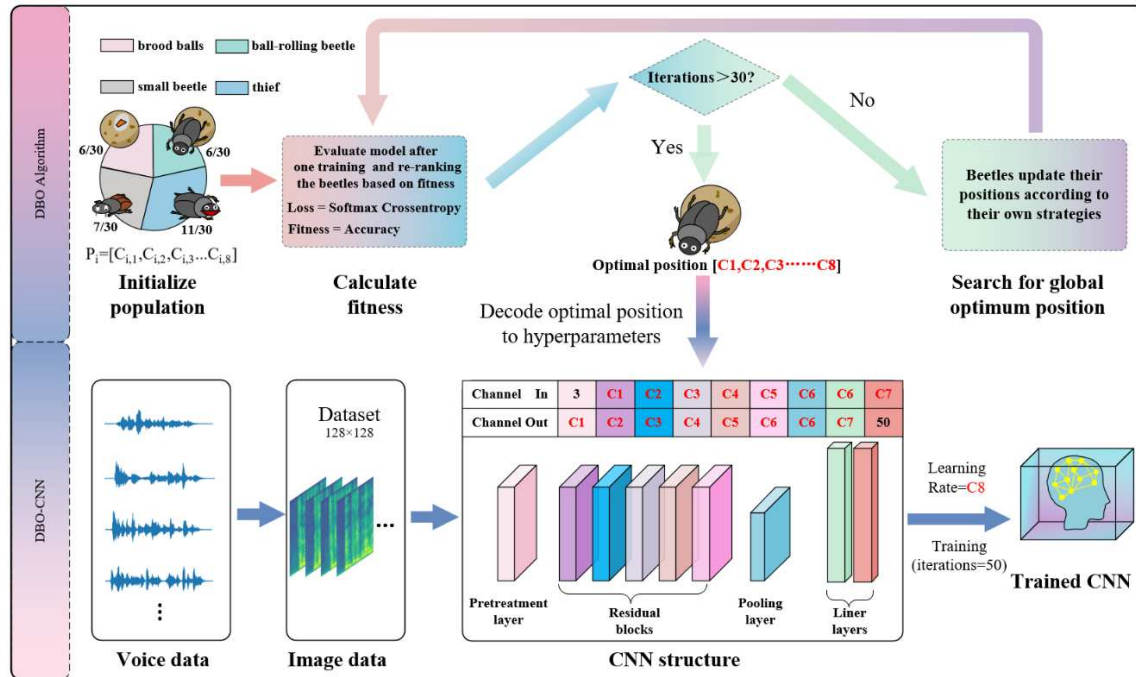 DBO Algorithm
brood balls
ball-rolling beetle
small beetle
thief
6/30
6/30
7/30
11/30
P_i=[C_{i,1},C_{i,2},C_{i,3}...C_{i,8}]
Initialize
population
Evaluate model after
one training and re-ranking
the beetles based on fitness
Loss = Softmax Crossentropy
Fitness = Accuracy
Calculate
fitness
Iterations＞30?
Yes
No
Optimal position [C1,C2,C3······C8]
Beetles update their
positions according to
their own strategies
Search for global
optimum position
Decode optimal position
to hyperparameters
DBO-CNN
⋮
Voice data
Dataset
128×128
...
Image data
Channel In 3 C1 C2 C3 C4 C5 C6 C6 C7
Channel Out C1 C2 C3 C4 C5 C6 C6 C7 50
Pretreatment
layer
Residual
blocks
Pooling
layer
Liner
layers
CNN structure
Learning
Rate=C8
Training
(iterations=50)
Trained CNN